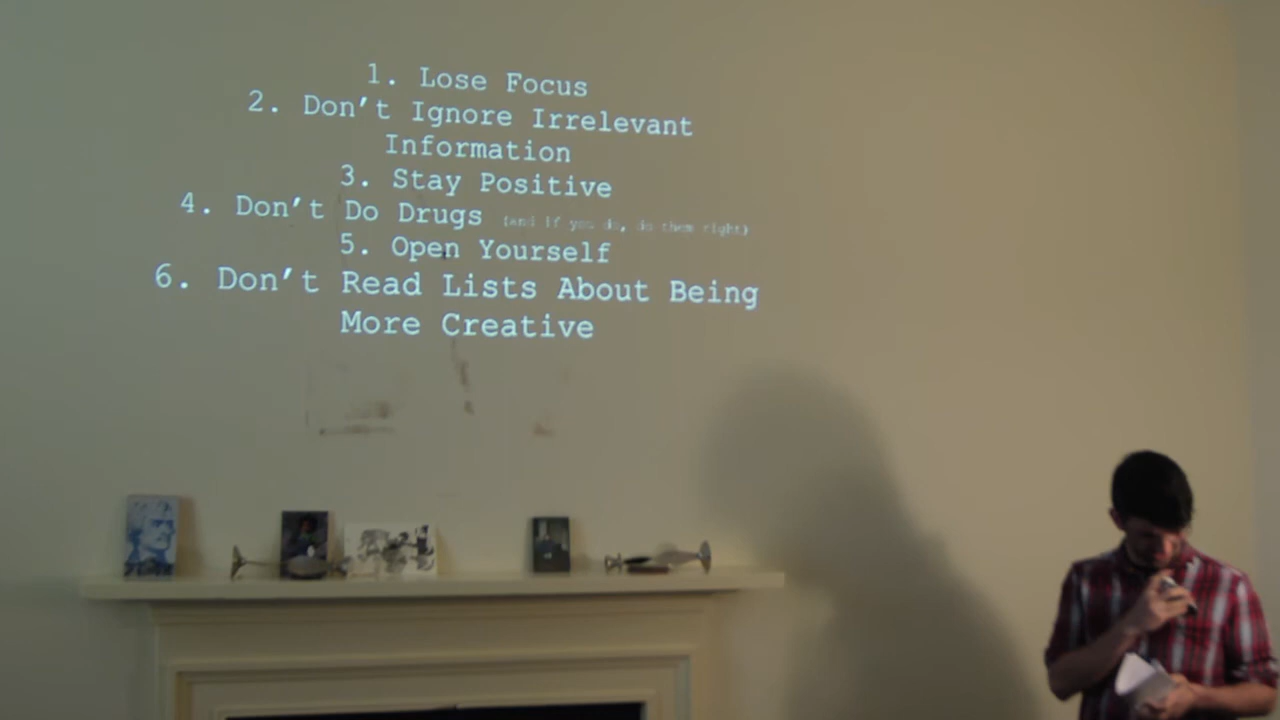 1. Lose Focus
2. Don't Ignore Irrelevant
Information
3. Stay Positive
4. Don't Do Drugs (and if you do, do them right)
5. Open Yourself
6. Don't Read Lists About Being
More Creative